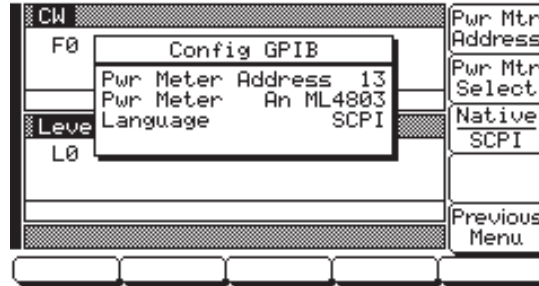 CW
F0
Config GPIB
Pwr Meter Address 13
Pwr Meter An ML4803
Language SCPI
Leve
L0
Pwr Mtr
Address
Pwr Mtr
Select
Native
SCPI
Previous
Menu